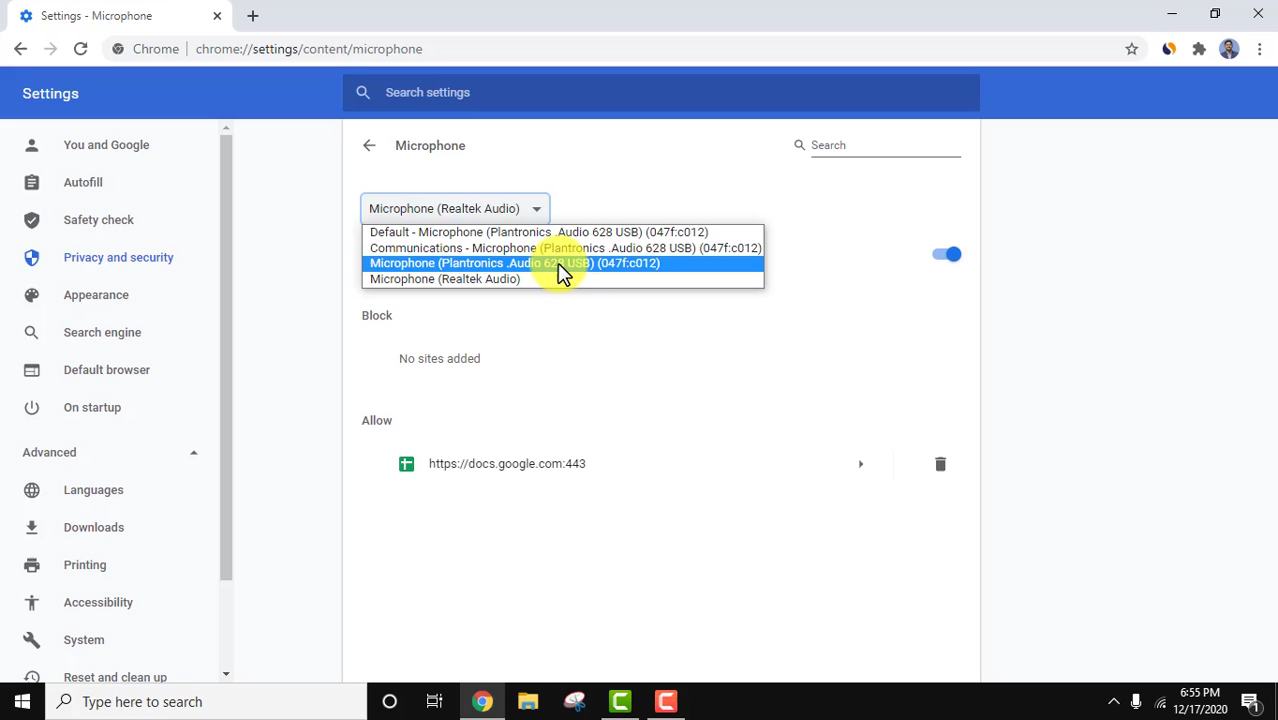 Settings - Microphone
Chrome
chrome://settings/content/microphone
Settings
Search settings
You and Google
Autofill
Safety check
Privacy and security
Appearance
Search engine
Default browser
On startup
Advanced
Languages
Downloads
Printing
Accessibility
System
Reset and clean up
Microphone
Search
Microphone (Realtek Audio)
Default - Microphone (Plantronics .Audio 628 USB) (047f:c012)
Communications - Microphone (Plantronics .Audio 628 USB) (047f:c012)
Microphone (Plantronics .Audio 628 USB) (047f:c012)
Microphone (Realtek Audio)
Block
No sites added
Allow
https://docs.google.com:443
Type here to search
6:55 PM
12/17/2020
1